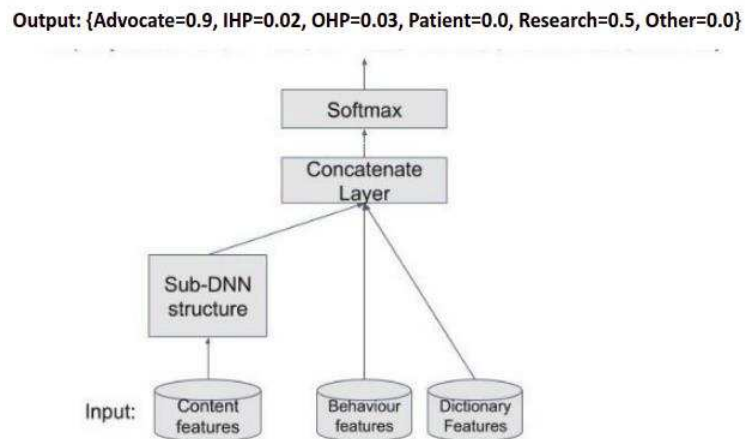 Output: {Advocate=0.9, IHP=0.02, OHP=0.03, Patient=0.0, Research=0.5, Other=0.0}
Softmax
Concatenate
Layer
Sub-DNN
structure
Input:
Content
features
Behaviour
features
Dictionary
Features